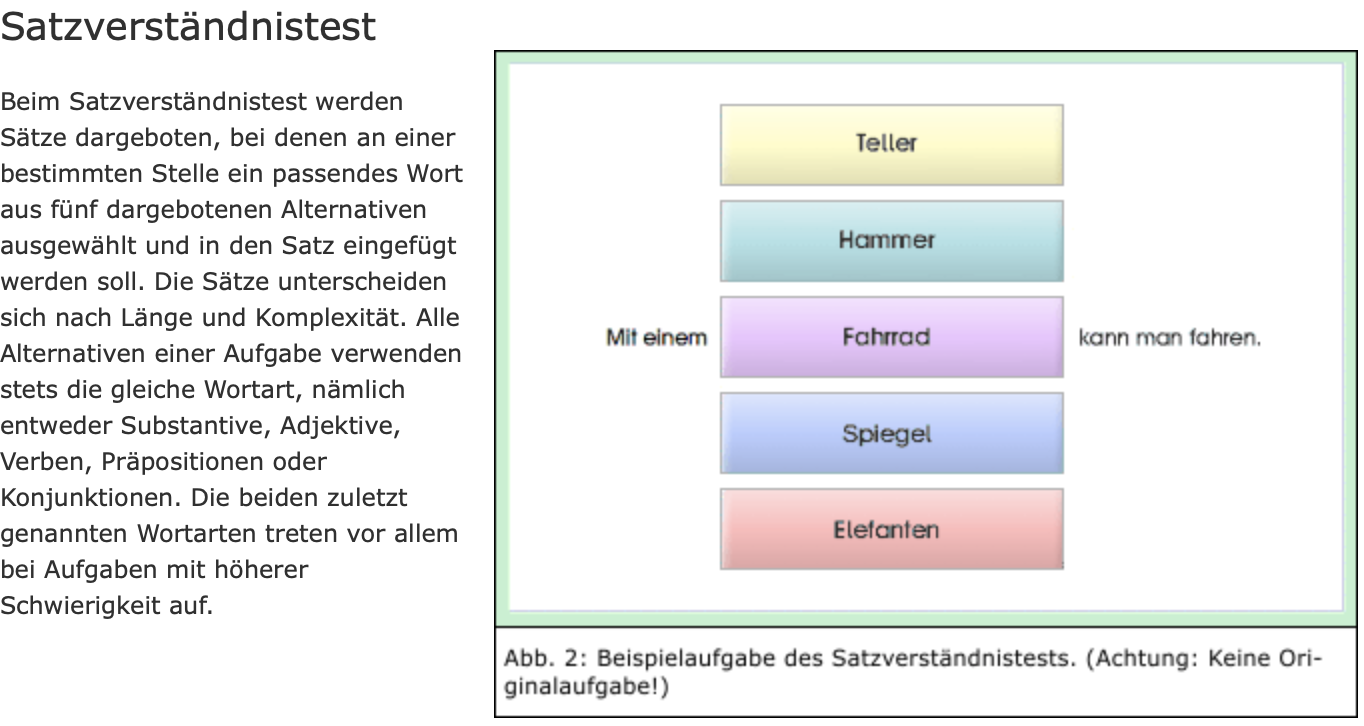 Satzverständnistest
Beim Satzverständnistest werden
Sätze dargeboten, bei denen an einer
bestimmten Stelle ein passendes Wort
aus fünf dargebotenen Alternativen
ausgewählt und in den Satz eingefügt
werden soll. Die Sätze unterscheiden
sich nach Länge und Komplexität. Alle
Alternativen einer Aufgabe verwenden
stets die gleiche Wortart, nämlich
entweder Substantive, Adjektive,
Verben, Präpositionen oder
Konjunktionen. Die beiden zuletzt
genannten Wortarten treten vor allem
bei Aufgaben mit höherer
Schwierigkeit auf.
Teller
Hammer
Mit einem Fahrrad kann man fahren.
Spiegel
Elefanten
Abb. 2: Beispielaufgabe des Satzverständnistests. (Achtung: Keine Ori-
ginalaufgabe!)